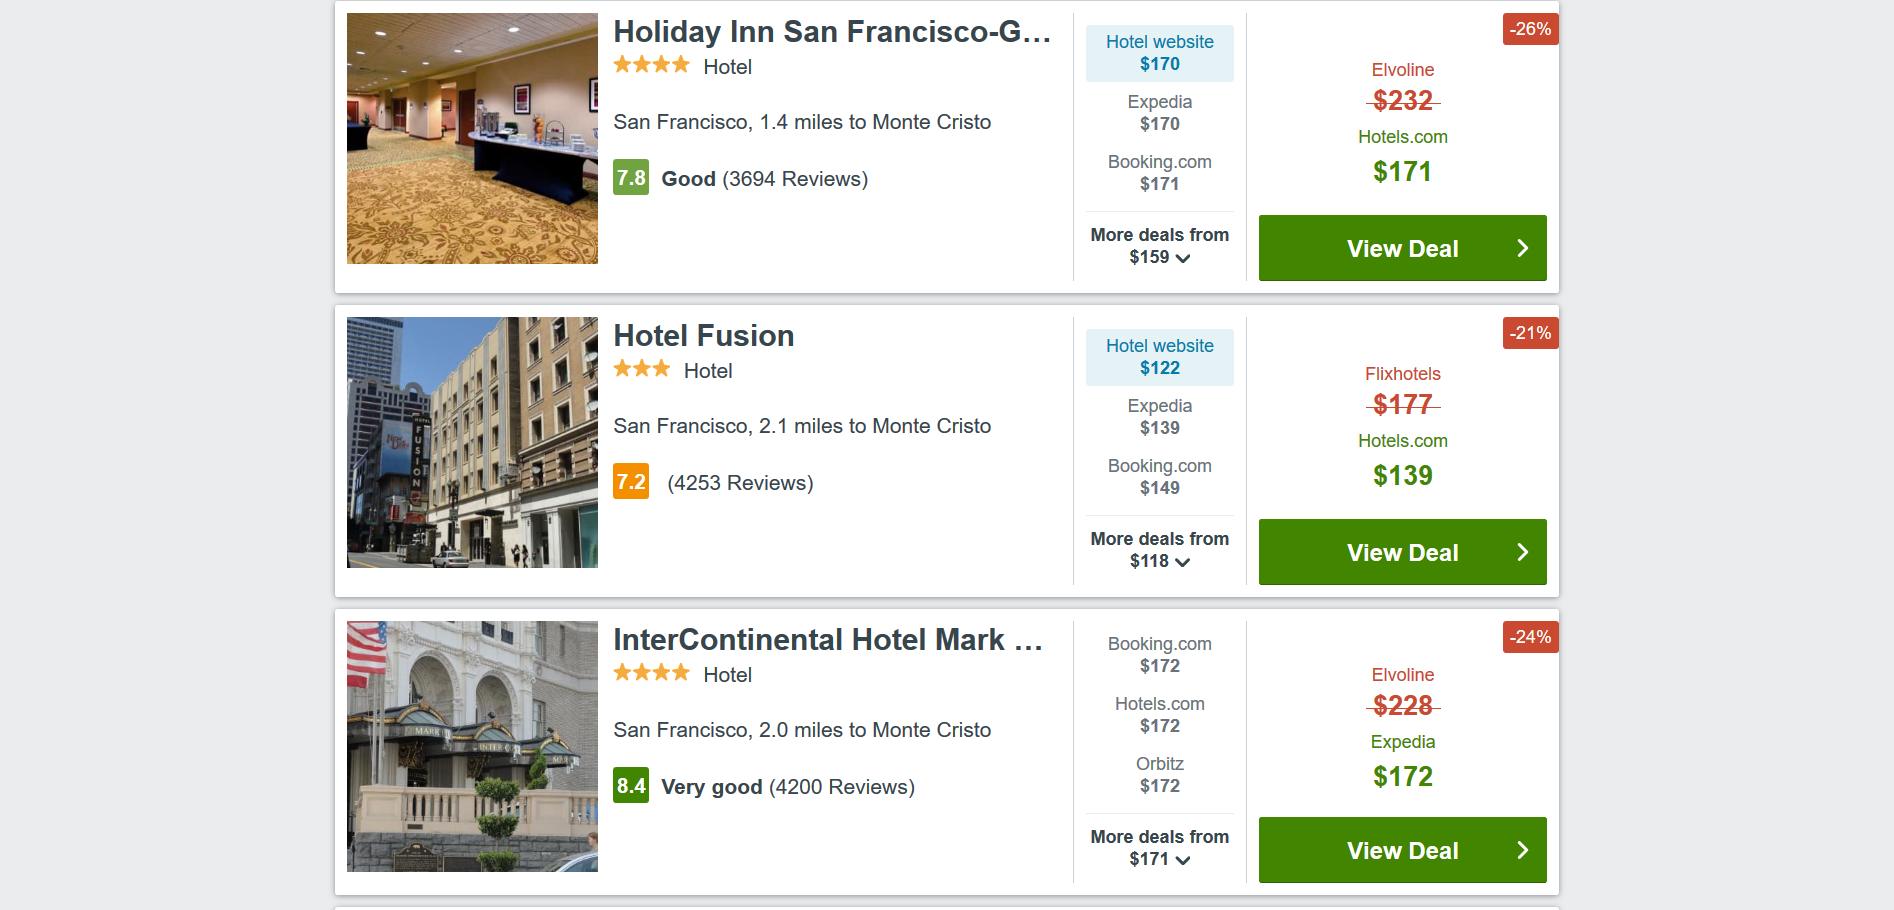 Holiday Inn San Francisco-G...
Hotel
San Francisco, 1.4 miles to Monte Cristo
7.8 Good (3694 Reviews)
Hotel website
$170
Expedia
$170
Booking.com
$171
More deals from
$159
-26%
Elvoline
$232
Hotels.com
$171
View Deal
Hotel Fusion
Hotel
San Francisco, 2.1 miles to Monte Cristo
7.2 (4253 Reviews)
HOTEL
FUSION
Hotel website
$122
Expedia
$139
Booking.com
$149
More deals from
$118
-21%
Flixhotels
$177
Hotels.com
$139
View Deal
InterContinental Hotel Mark ...
Hotel
San Francisco, 2.0 miles to Monte Cristo
8.4 Very good (4200 Reviews)
MARK
INTER
Booking.com
$172
Hotels.com
$172
Orbitz
$172
More deals from
$171
-24%
Elvoline
$228
Expedia
$172
View Deal